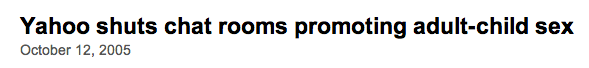 Yahoo shuts chat rooms promoting adult-child sex
October 12, 2005